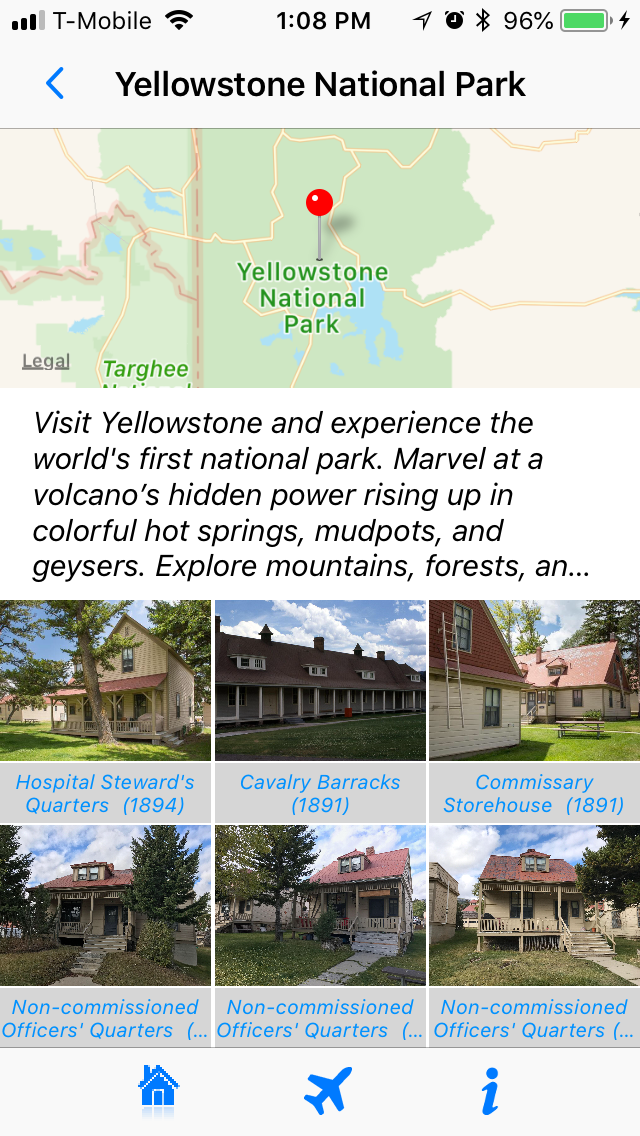 T-Mobile 1:08 PM 96%
Yellowstone National Park
Yellowstone
National
Park
Legal
Targhee
Visit Yellowstone and experience the
world's first national park. Marvel at a
volcano’s hidden power rising up in
colorful hot springs, mudpots, and
geysers. Explore mountains, forests, an...
Hospital Steward's
Quarters (1894)
Cavalry Barracks
(1891)
Commissary
Storehouse (1891)
Non-commissioned
Officers' Quarters (...
Non-commissioned
Officers' Quarters (...
Non-commissioned
Officers' Quarters (...